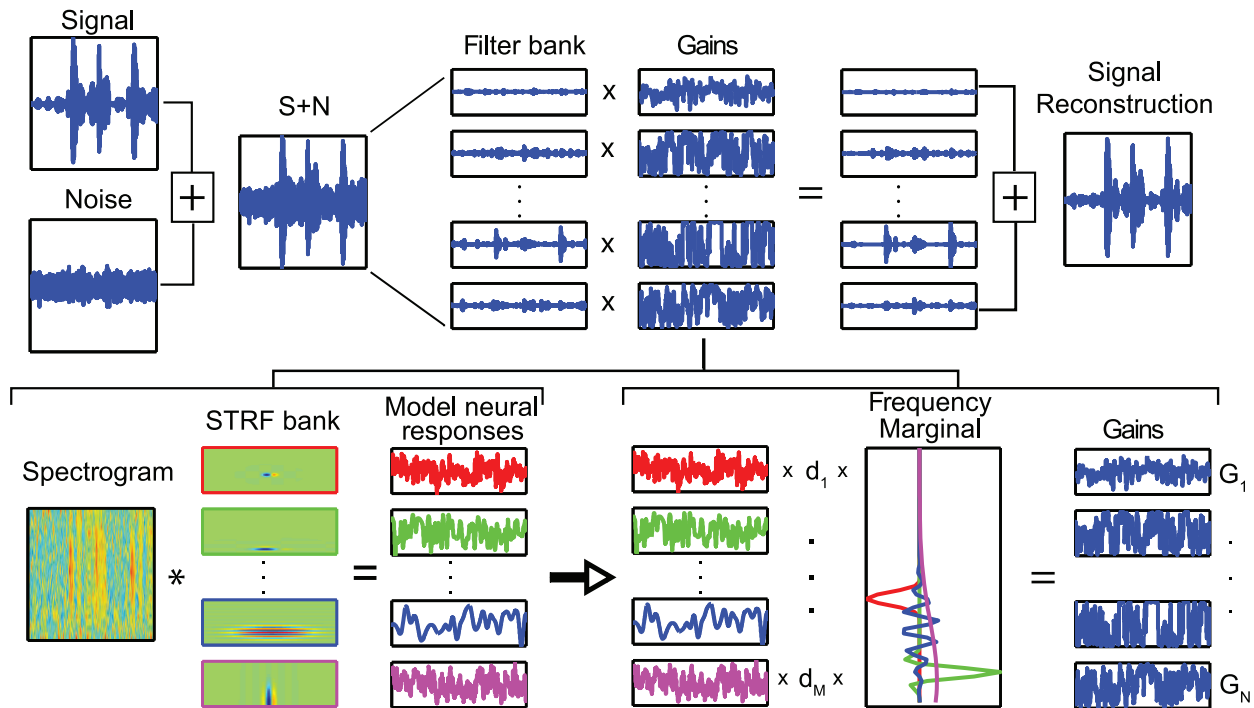 Signal
Noise
+
S+N
Filter bank
Gains
x
x
x
x
=
+
Signal
Reconstruction
Spectrogram
*
STRF bank
=
Model neural
responses
x d1 x
x dM x
Frequency
Marginal
=
Gains
G1
GN